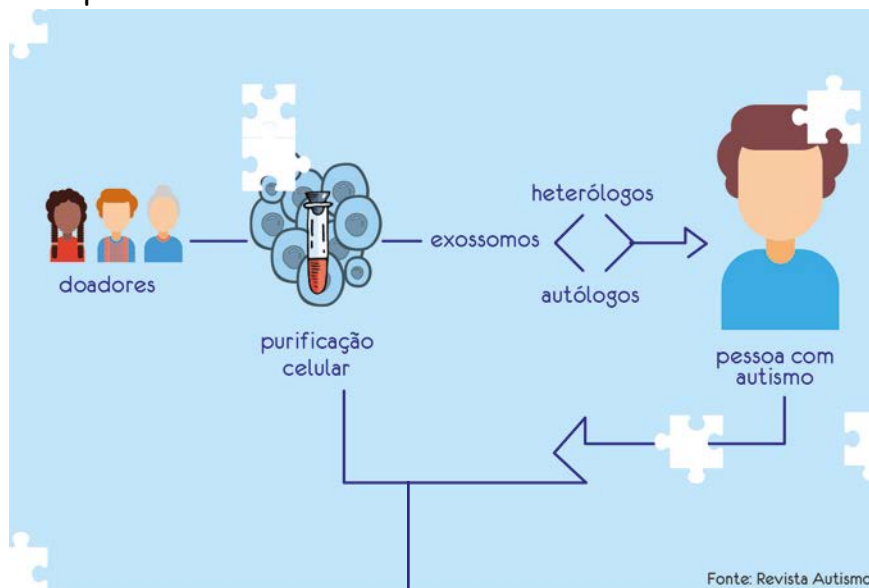 doadores
purificação
celular
exossomos
heterólogos
autólogos
pessoa com
autismo
Fonte: Revista Autismo